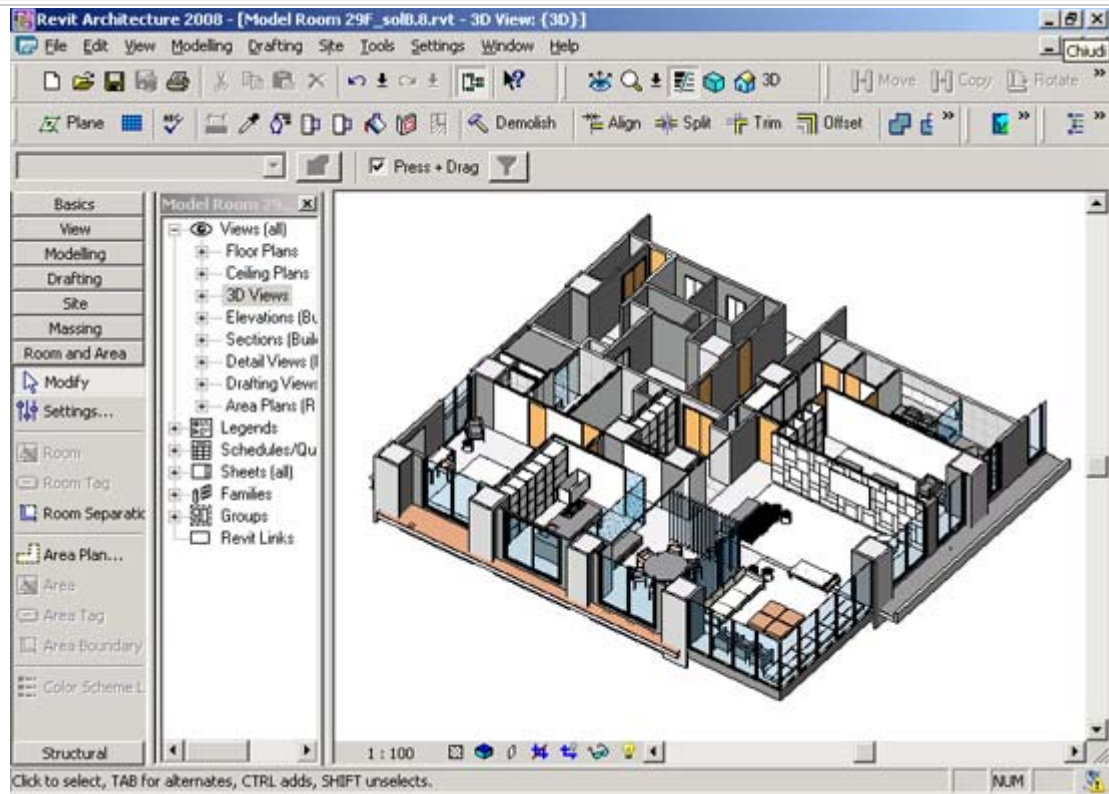 Revit Architecture 2008 - [Model Room 29F_solB.8.rvt - 3D View: {3D}]
File Edit View Modelling Drafting Site Tools Settings Window Help
Chiudi
3D Move Copy Rotate »
Plane Demolish Align Split Trim Offset » » »
Press + Drag
Basics
View
Modelling
Drafting
Site
Massing
Room and Area
Modify
Settings...
Room
Room Tag
Room Separatic
Area Plan...
Area
Area Tag
Area Boundary
Color Scheme L
Structural
Model Room 29...
Views (all)
Floor Plans
Ceiling Plans
3D Views
Elevations (Bu
Sections (Buile
Detail Views (I
Drafting Views
Area Plans (R
Legends
Schedules/Qu
Sheets (all)
Families
Groups
Revit Links
1 : 100
Click to select, TAB for alternates, CTRL adds, SHIFT unselects.
NUM